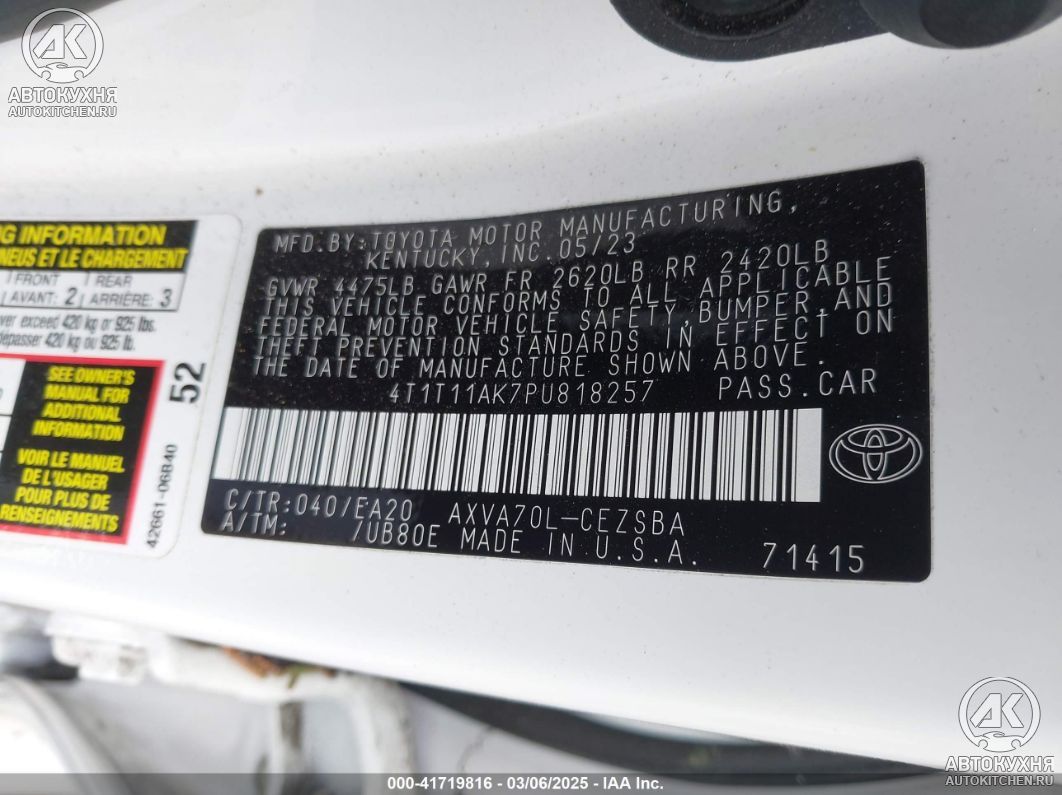 AK
АВТОКУХНЯ
AUTOKITCHEN.RU
MFD.BY:TOYOTA MOTOR MANUFACTURING,
KENTUCKY,INC.05/23
GVWR 4475LB GAWR FR 2620LB RR 2420LB
THIS VEHICLE CONFORMS TO ALL APPLICABLE
FEDERAL MOTOR VEHICLE SAFETY,BUMPER,AND
THEFT PREVENTION STANDARDS IN EFFECT ON
THE DATE OF MANUFACTURE SHOWN ABOVE.
4T1T11AK7PU818257 PASS.CAR
C/TR:040/EA20 AXVA70L-CEZSBA
A/TM: /UB80E MADE IN U.S.A. 71415
NG INFORMATION
PNEUS ET LE CHARGEMENT
FRONT REAR
AVANT: 2 ARRIÈRE: 3
ver exceed 420 kg or 925 lbs.
dépasser 420 kg ou 925 lb.
SEE OWNER'S
MANUAL FOR
ADDITIONAL
INFORMATION
VOIR LE MANUEL
DE L'USAGER
POUR PLUS DE
RENSEIGNEMENTS
52
42661-06B40
AK
АВТОКУХНЯ
AUTOKITCHEN.RU
000-41719816 - 03/06/2025 - IAA Inc.